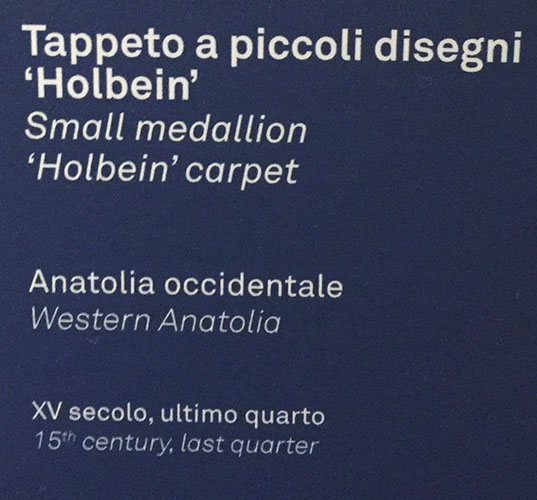 Tappeto a piccoli disegni
‘Holbein’
Small medallion
‘Holbein’ carpet
Anatolia occidentale
Western Anatolia
XV secolo, ultimo quarto
15th century, last quarter